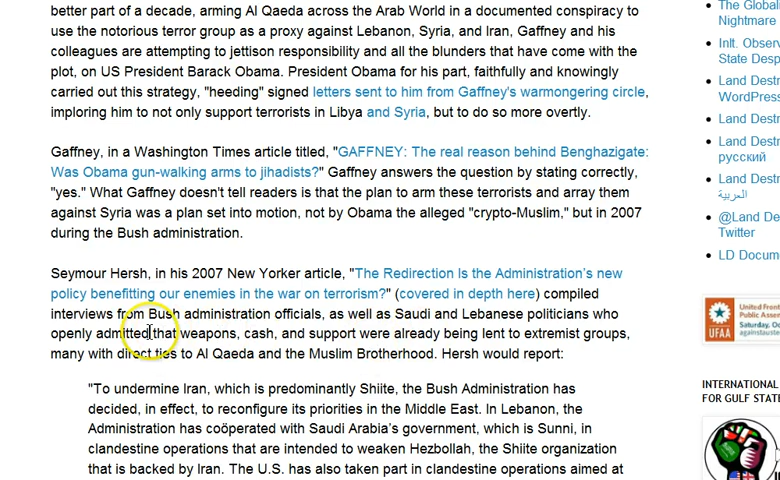 better part of a decade, arming Al Qaeda across the Arab World in a documented conspiracy to
use the notorious terror group as a proxy against Lebanon, Syria, and Iran, Gaffney and his
colleagues are attempting to jettison responsibility and all the blunders that have come with the
plot, on US President Barack Obama. President Obama for his part, faithfully and knowingly
carried out this strategy, "heeding" signed letters sent to him from Gaffney's warmongering circle,
imploring him to not only support terrorists in Libya and Syria, but to do so more overtly.
Gaffney, in a Washington Times article titled, "GAFFNEY: The real reason behind Benghazigate:
Was Obama gun-walking arms to jihadists?" Gaffney answers the question by stating correctly,
"yes." What Gaffney doesn't tell readers is that the plan to arm these terrorists and array them
against Syria was a plan set into motion, not by Obama the alleged "crypto-Muslim," but in 2007
during the Bush administration.
Seymour Hersh, in his 2007 New Yorker article, "The Redirection Is the Administration's new
policy benefitting our enemies in the war on terrorism?" (covered in depth here) compiled
interviews from Bush administration officials, as well as Saudi and Lebanese politicians who
openly admitted that weapons, cash, and support were already being lent to extremist groups,
many with direct ties to Al Qaeda and the Muslim Brotherhood. Hersh would report:
"To undermine Iran, which is predominantly Shiite, the Bush Administration has
decided, in effect, to reconfigure its priorities in the Middle East. In Lebanon, the
Administration has coöperated with Saudi Arabia's government, which is Sunni, in
clandestine operations that are intended to weaken Hezbollah, the Shiite organization
that is backed by Iran. The U.S. has also taken part in clandestine operations aimed at
The Globali
Nightmare
Inlt. Observ
State Desp
Land Destr
WordPress
Land Destr
русский
Land Destr
العربية
@Land De
Twitter
LD Docum
United Fron
Public Asse
Saturday, Oc
UFAA
againstauste
INTERNATIONAL
FOR GULF STATE